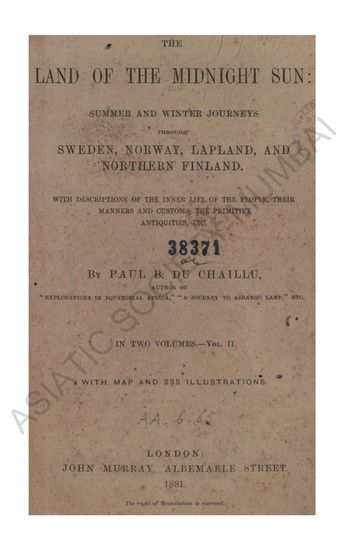 THE
LAND OF THE MIDNIGHT SUN:
SUMMER AND WINTER JOURNEYS
THROUGH
SWEDEN, NORWAY, LAPLAND, AND
NORTHERN FINLAND.
WITH DESCRIPTIONS OF THE INNER LIFE OF THE PEOPLE, THEIR
MANNERS AND CUSTOMS, THE PRIMITIVE
ANTIQUITIES, ETC.
38371
BY PAUL B. DU CHAILLU,
AUTHOR OF
"EXPLORATIONS IN EQUATORIAL AFRICA," "A JOURNEY TO ASHANGO LAND," ETC.
IN TWO VOLUMES.—VOL. II.
WITH MAP AND 235 ILLUSTRATIONS.
AA. 6. 65
LONDON:
JOHN MURRAY, ALBEMARLE STREET.
1881.
The right of Translation is reserved.
ASIATIC SOCIETY MUMBAI